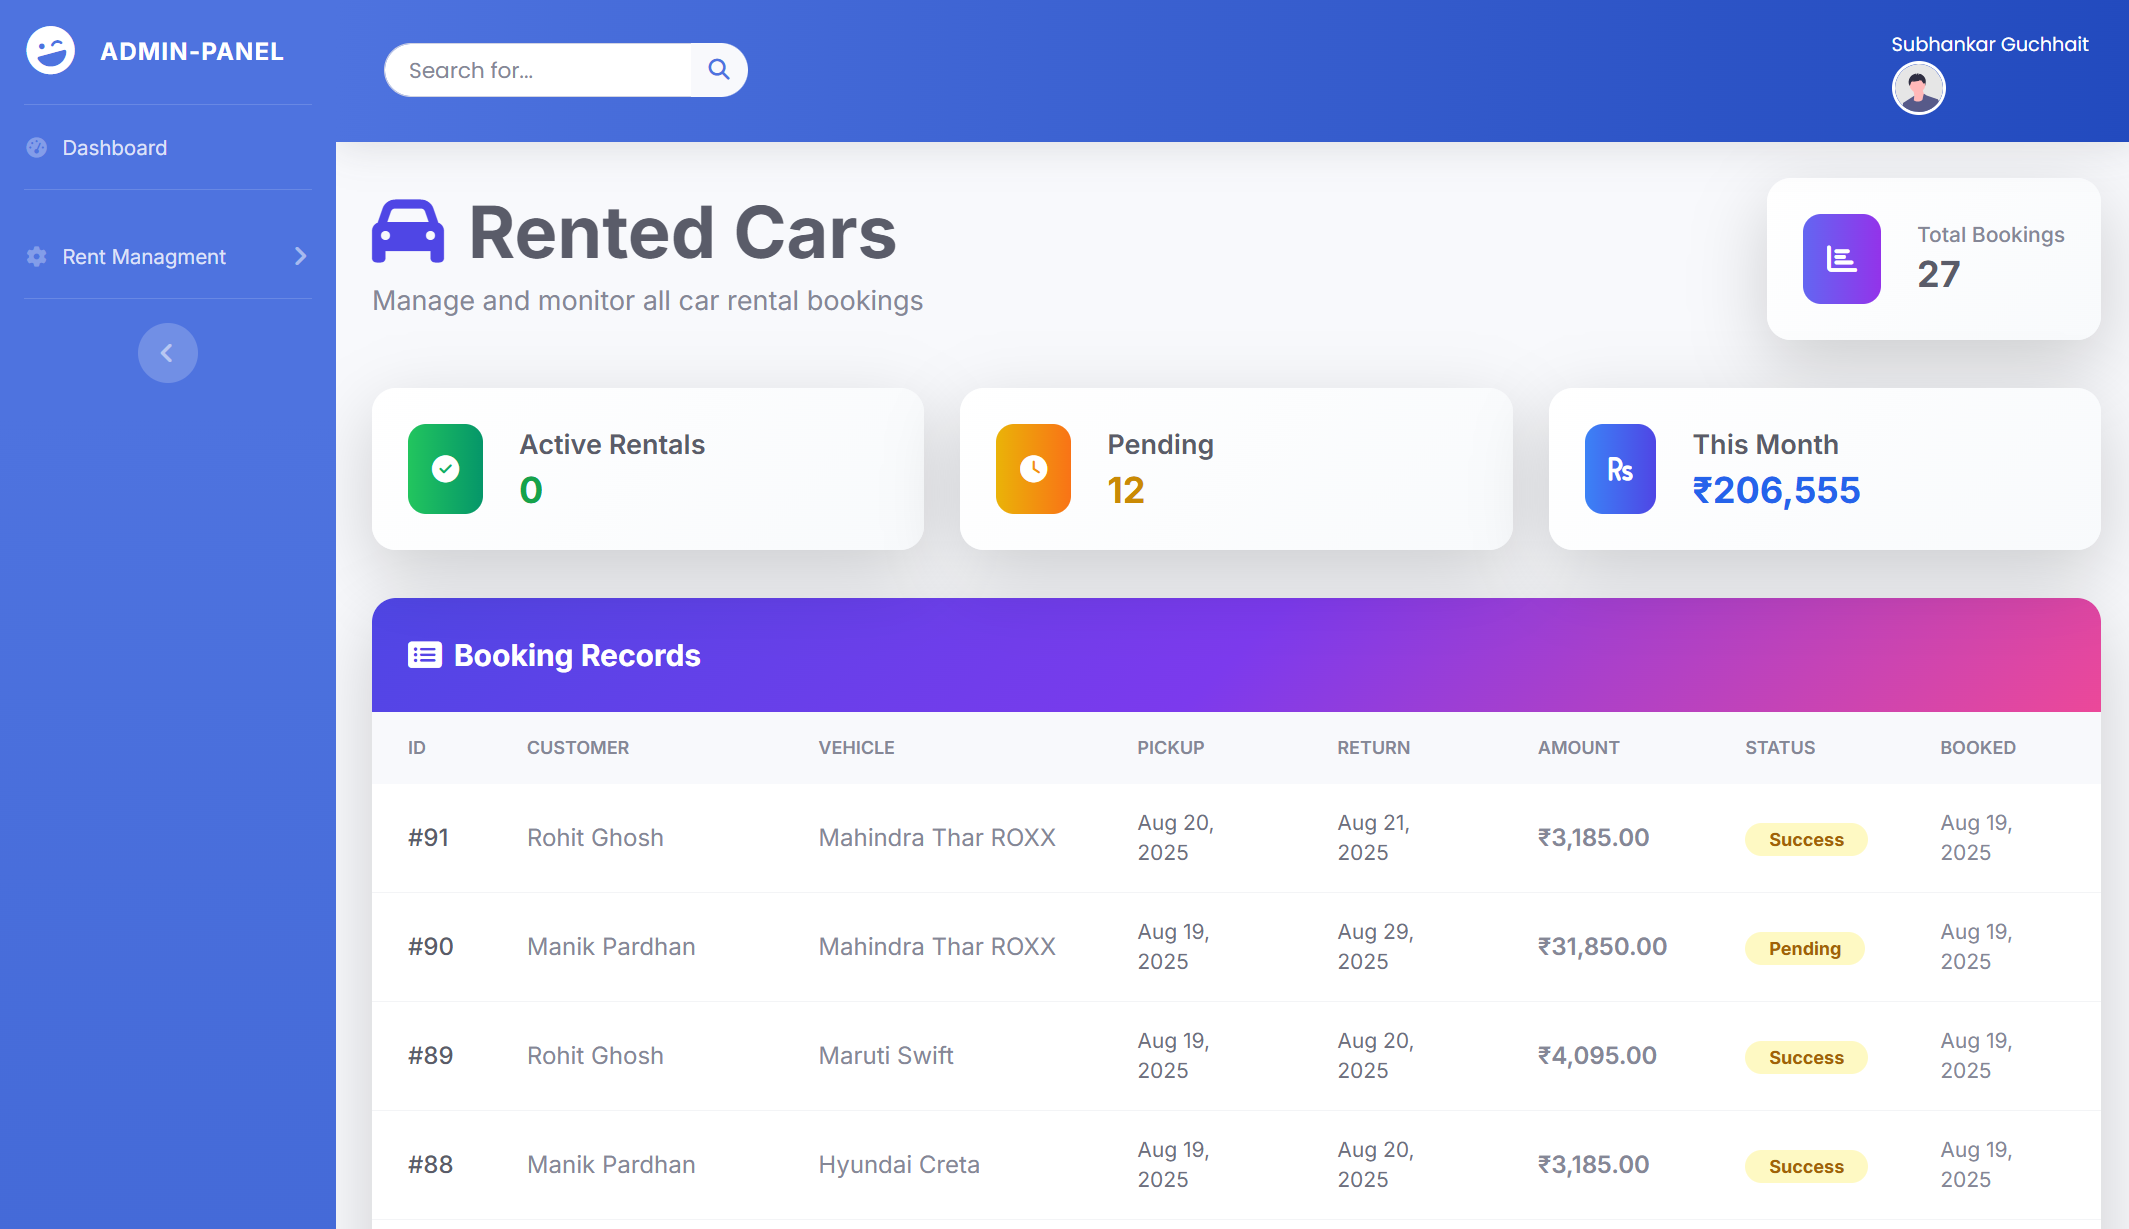 ADMIN-PANEL
Search for...
Subhankar Guchhait
Dashboard
Rent Managment
Rented Cars
Manage and monitor all car rental bookings
Total Bookings
27
Active Rentals
0
Pending
12
₨
This Month
₹206,555
Booking Records
ID CUSTOMER VEHICLE PICKUP RETURN AMOUNT STATUS BOOKED
#91 Rohit Ghosh Mahindra Thar ROXX Aug 20, 2025 Aug 21, 2025 ₹3,185.00 Success Aug 19, 2025
#90 Manik Pardhan Mahindra Thar ROXX Aug 19, 2025 Aug 29, 2025 ₹31,850.00 Pending Aug 19, 2025
#89 Rohit Ghosh Maruti Swift Aug 19, 2025 Aug 20, 2025 ₹4,095.00 Success Aug 19, 2025
#88 Manik Pardhan Hyundai Creta Aug 19, 2025 Aug 20, 2025 ₹3,185.00 Success Aug 19, 2025